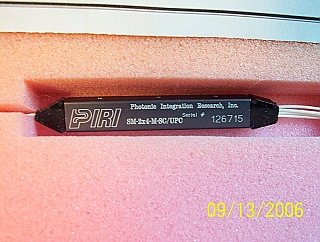 PIRI
Photonic Integration Research, Inc.
Serial #
SM-2x4-M-SC/UPC 126715
09/13/2006